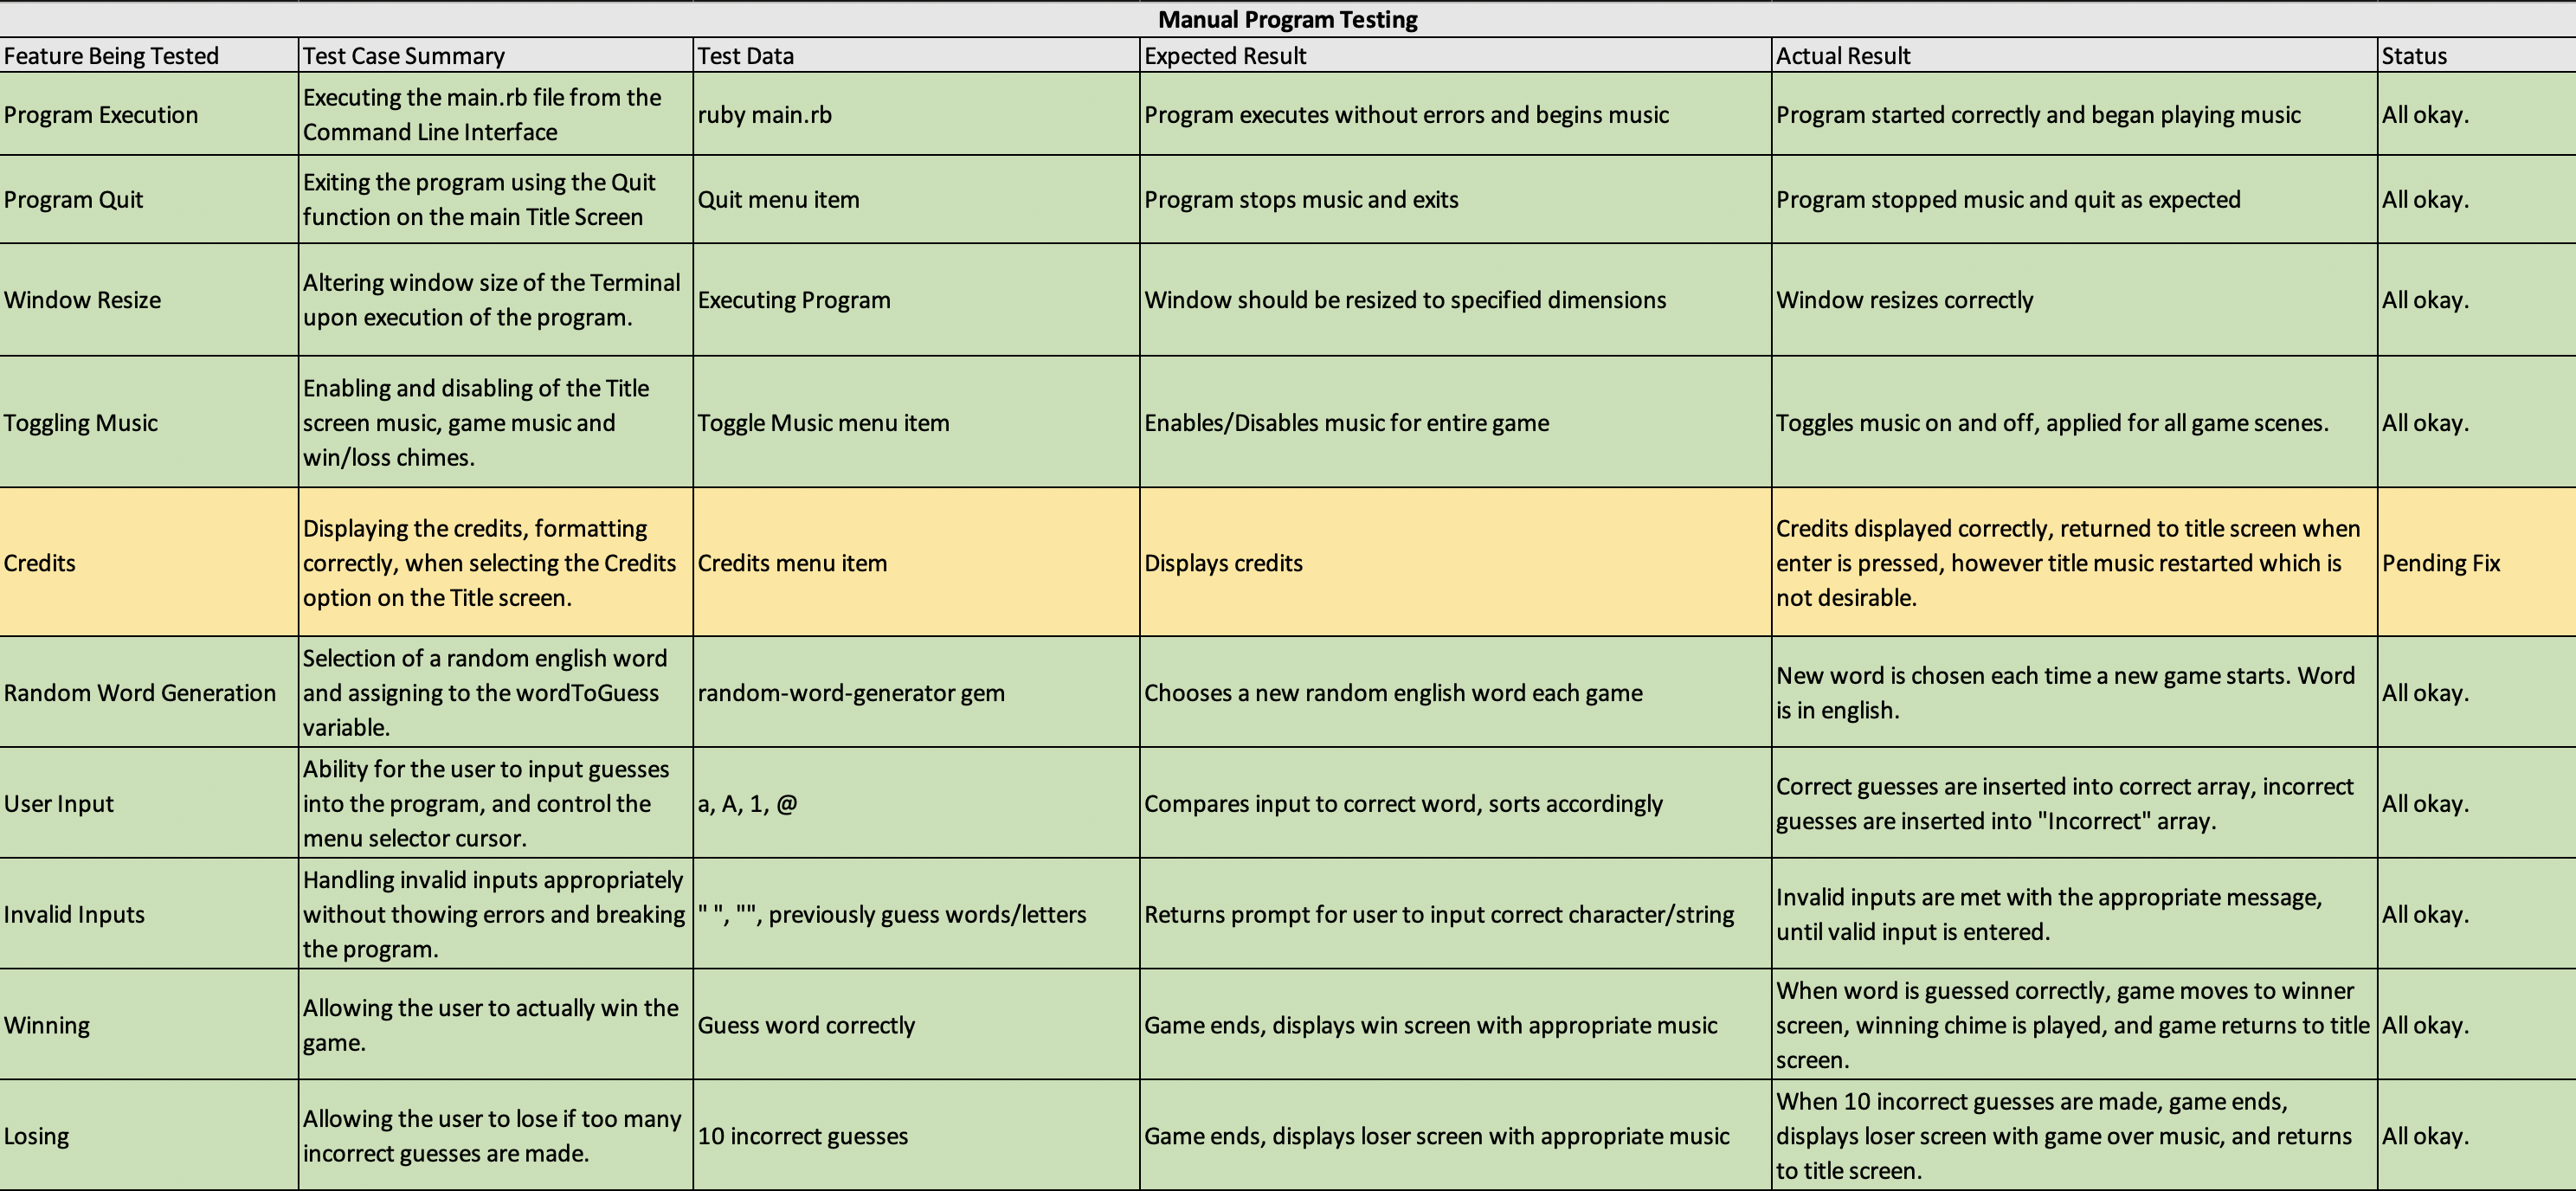 Manual Program Testing
Feature Being Tested
Test Case Summary
Test Data
Expected Result
Actual Result
Status
Program Execution
Executing the main.rb file from the
Command Line Interface
ruby main.rb
Program executes without errors and begins music
Program started correctly and began playing music
All okay.
Program Quit
Exiting the program using the Quit
function on the main Title Screen
Quit menu item
Program stops music and exits
Program stopped music and quit as expected
All okay.
Window Resize
Altering window size of the Terminal
upon execution of the program.
Executing Program
Window should be resized to specified dimensions
Window resizes correctly
All okay.
Toggling Music
Enabling and disabling of the Title
screen music, game music and
win/loss chimes.
Toggle Music menu item
Enables/Disables music for entire game
Toggles music on and off, applied for all game scenes.
All okay.
Credits
Displaying the credits, formatting
correctly, when selecting the Credits
option on the Title screen.
Credits menu item
Displays credits
Credits displayed correctly, returned to title screen when
enter is pressed, however title music restarted which is
not desirable.
Pending Fix
Random Word Generation
Selection of a random english word
and assigning to the wordToGuess
variable.
random-word-generator gem
Chooses a new random english word each game
New word is chosen each time a new game starts. Word
is in english.
All okay.
User Input
Ability for the user to input guesses
into the program, and control the
menu selector cursor.
a, A, 1, @
Compares input to correct word, sorts accordingly
Correct guesses are inserted into correct array, incorrect
guesses are inserted into "Incorrect" array.
All okay.
Invalid Inputs
Handling invalid inputs appropriately
without thowing errors and breaking
the program.
" ", "", previously guess words/letters
Returns prompt for user to input correct character/string
Invalid inputs are met with the appropriate message,
until valid input is entered.
All okay.
Winning
Allowing the user to actually win the
game.
Guess word correctly
Game ends, displays win screen with appropriate music
When word is guessed correctly, game moves to winner
screen, winning chime is played, and game returns to title
screen.
All okay.
Losing
Allowing the user to lose if too many
incorrect guesses are made.
10 incorrect guesses
Game ends, displays loser screen with appropriate music
When 10 incorrect guesses are made, game ends,
displays loser screen with game over music, and returns
to title screen.
All okay.